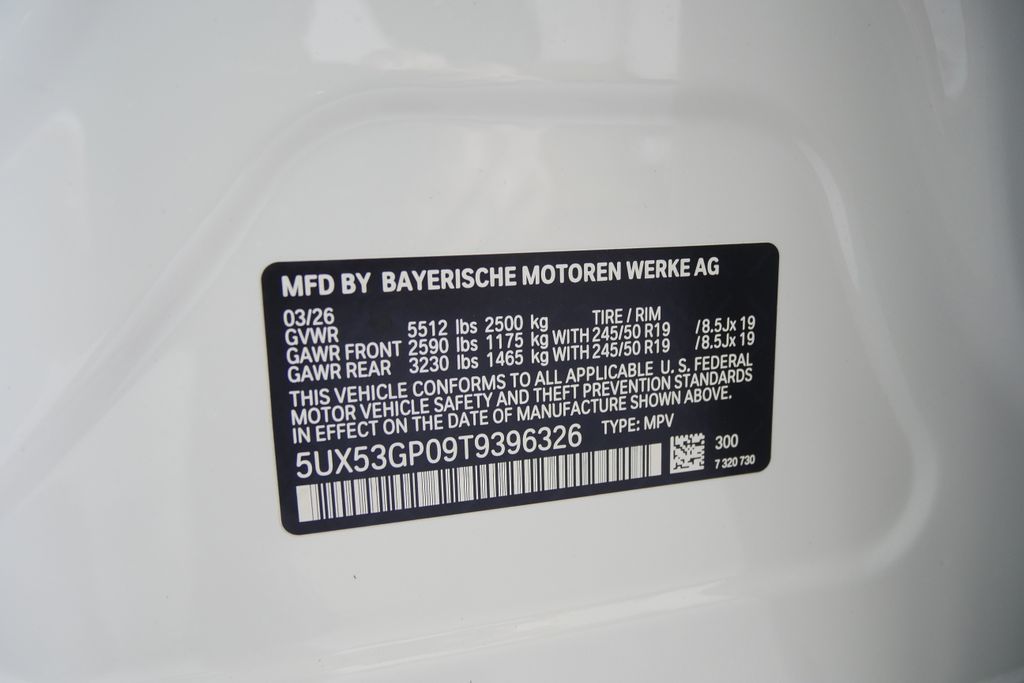 MFD BY BAYERISCHE MOTOREN WERKE AG
03/26 TIRE / RIM
GVWR 5512 lbs 2500 kg
GAWR FRONT 2590 lbs 1175 kg WITH 245/50 R19 /8.5Jx 19
GAWR REAR 3230 lbs 1465 kg WITH 245/50 R19 /8.5Jx 19
THIS VEHICLE CONFORMS TO ALL APPLICABLE U. S. FEDERAL
MOTOR VEHICLE SAFETY AND THEFT PREVENTION STANDARDS
IN EFFECT ON THE DATE OF MANUFACTURE SHOWN ABOVE.
5UX53GP09T9396326 TYPE: MPV
300
7 320 730